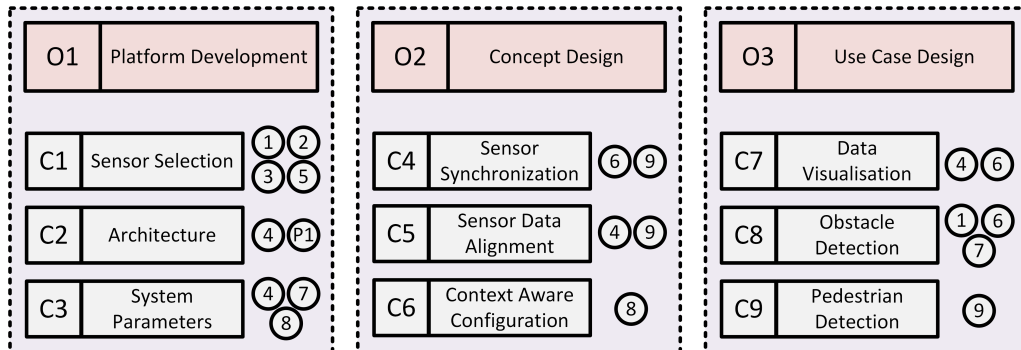 O1 Platform Development
C1 Sensor Selection 1 2
3 5
C2 Architecture 4 P1
C3 System
Parameters 4 7
8
O2 Concept Design
C4 Sensor
Synchronization 6 9
C5 Sensor Data
Alignment 4 9
C6 Context Aware
Configuration 8
O3 Use Case Design
C7 Data
Visualisation 4 6
C8 Obstacle
Detection 1 6
7
C9 Pedestrian
Detection 9